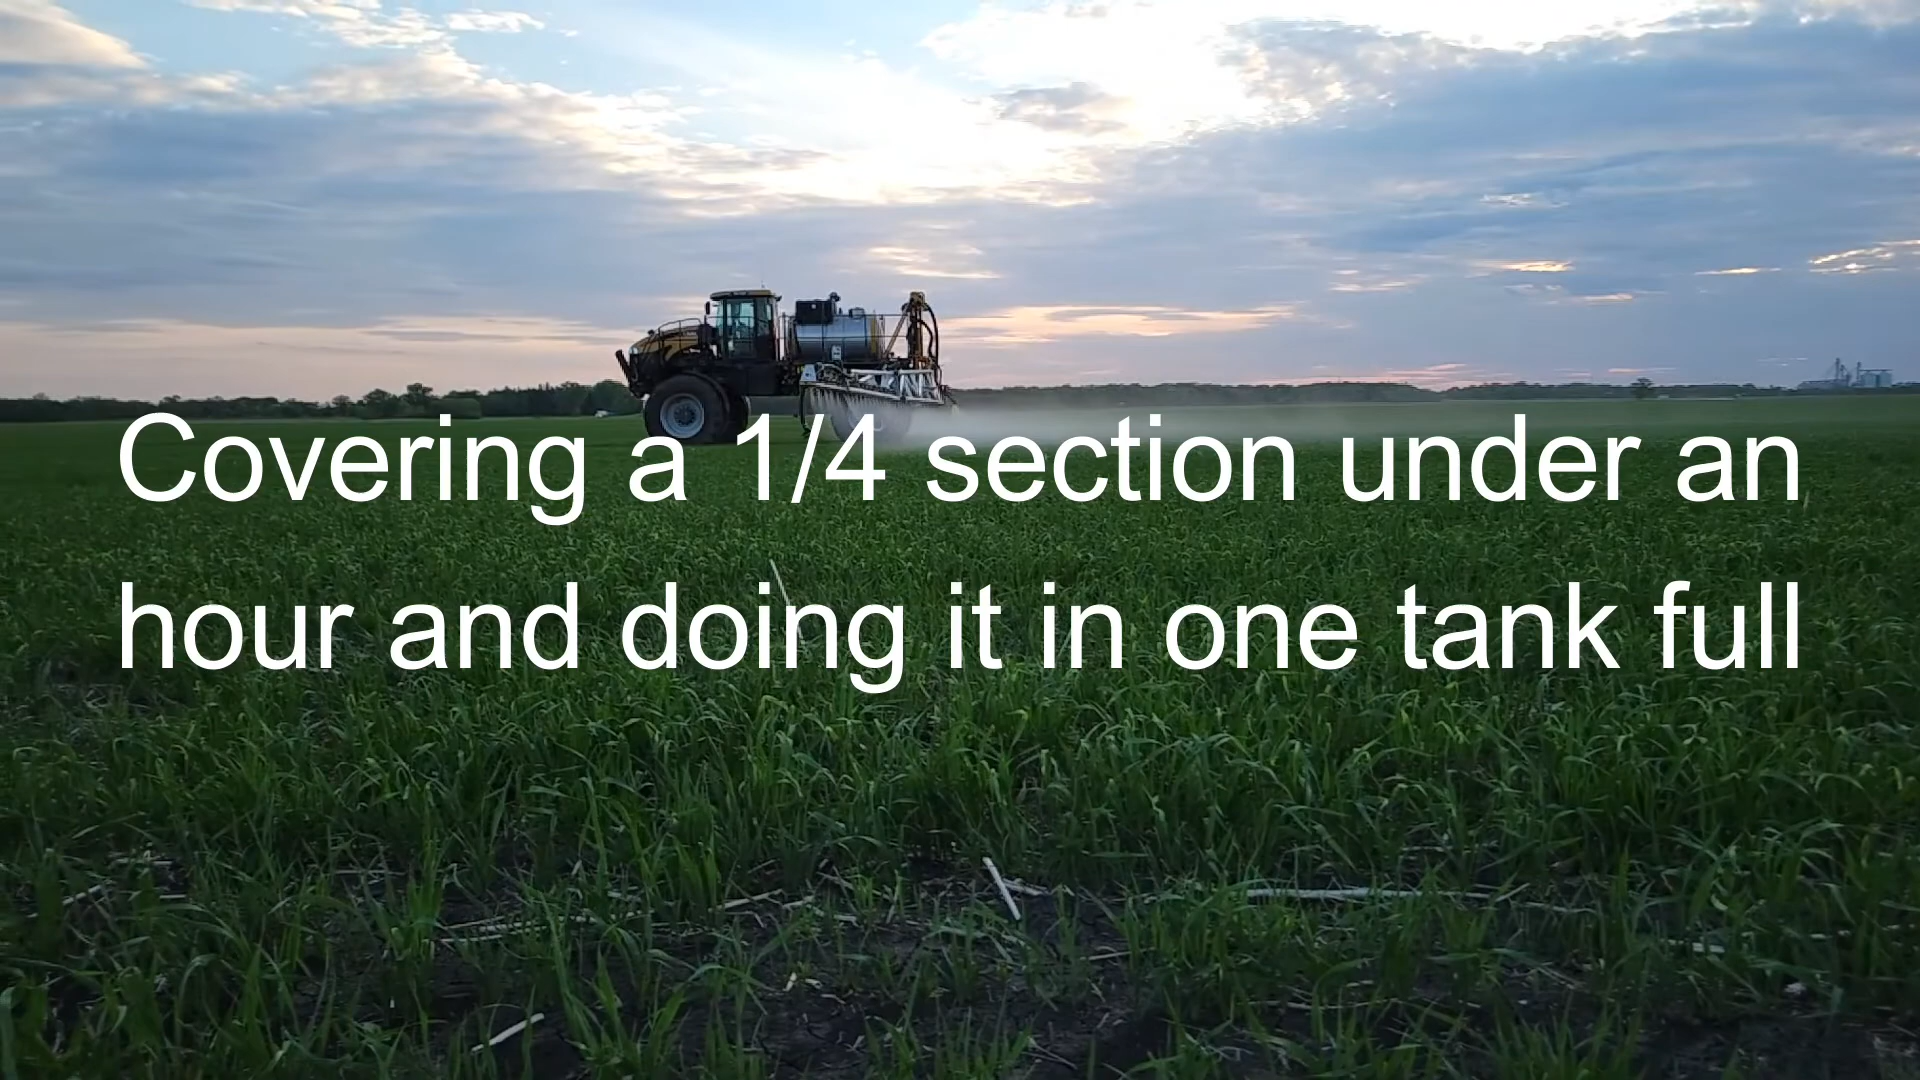 Covering a 1/4 section under an
hour and doing it in one tank full